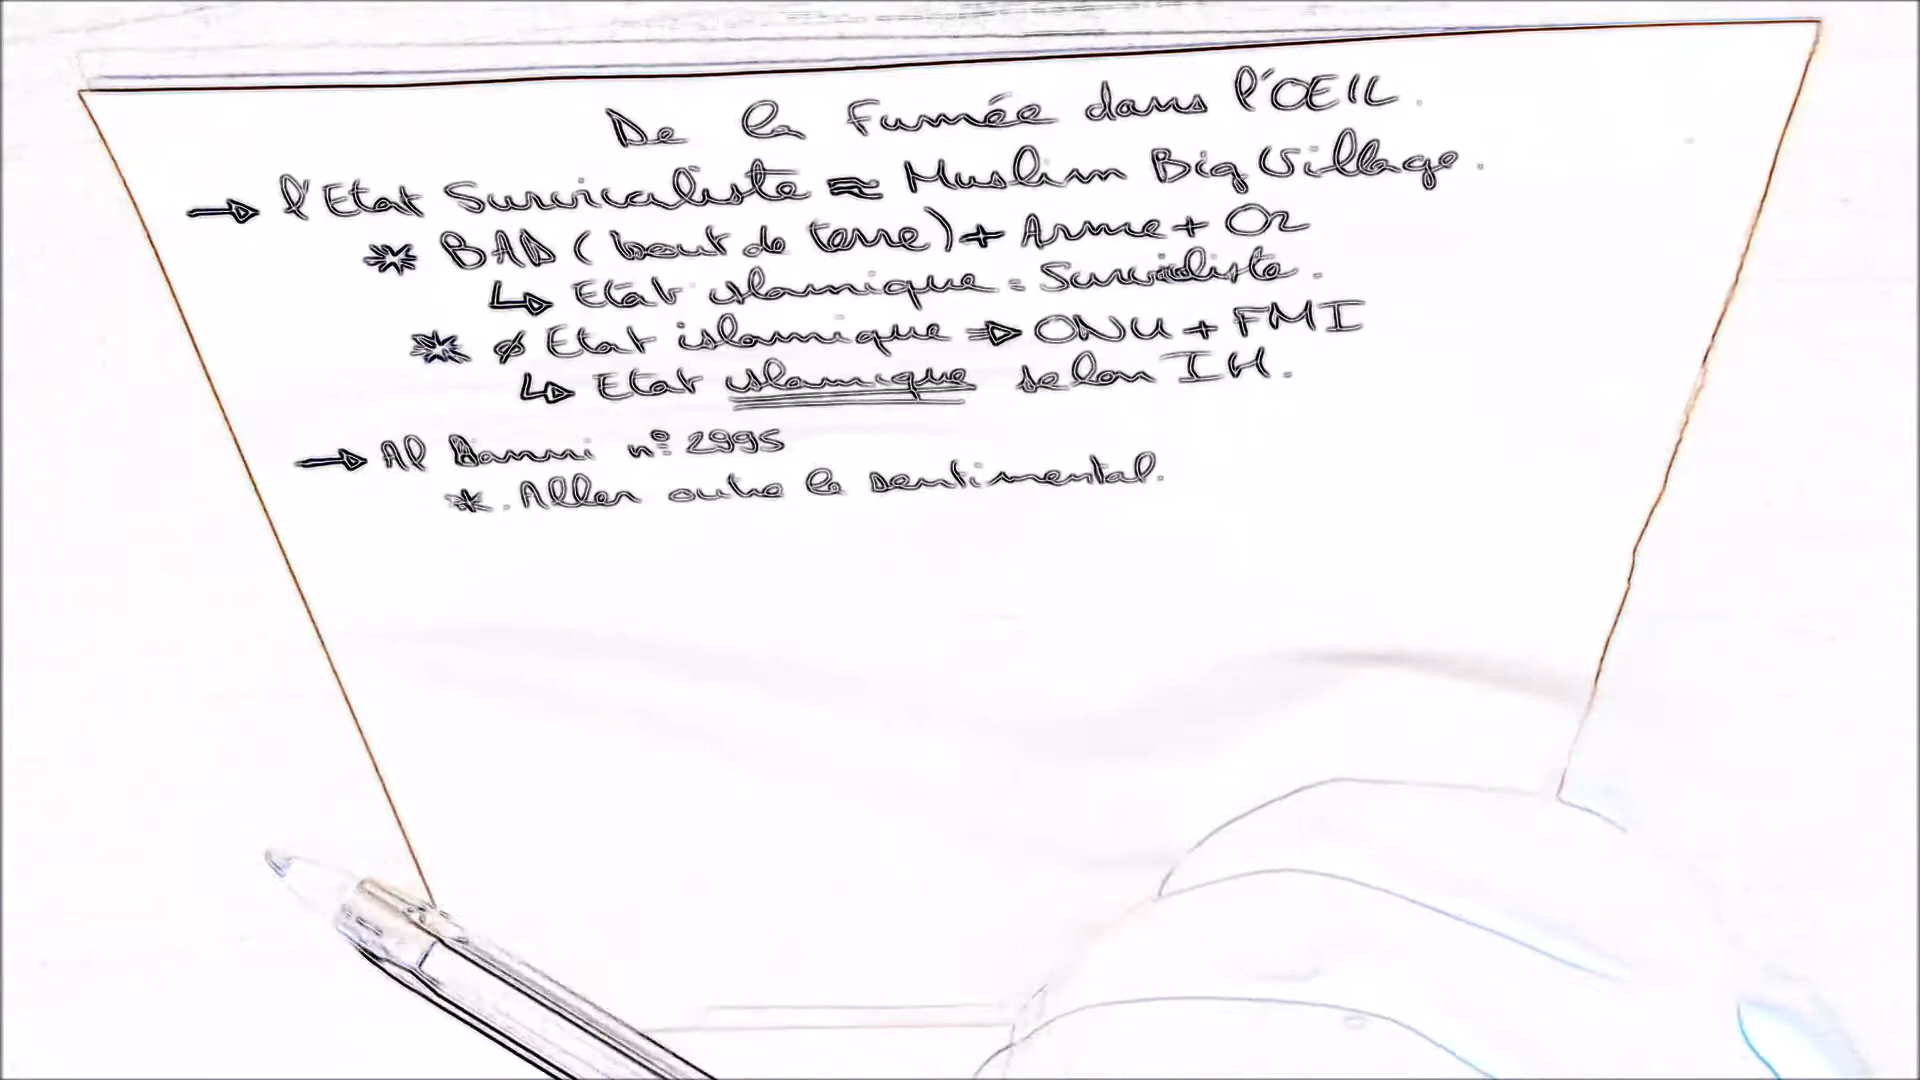 De la Fumée dans l'OEIL.
→ l'Etat Survivaliste ≈ Muslim Big Village.
* BAD (bout de terre) + Arme + Or
↳ Etat islamique = Survivaliste.
* ∅ Etat islamique ⇒ ONU + FMI
↳ Etat islamique selon IH.
→ Al Banni n° 2995
* . Aller outre le sentimental.